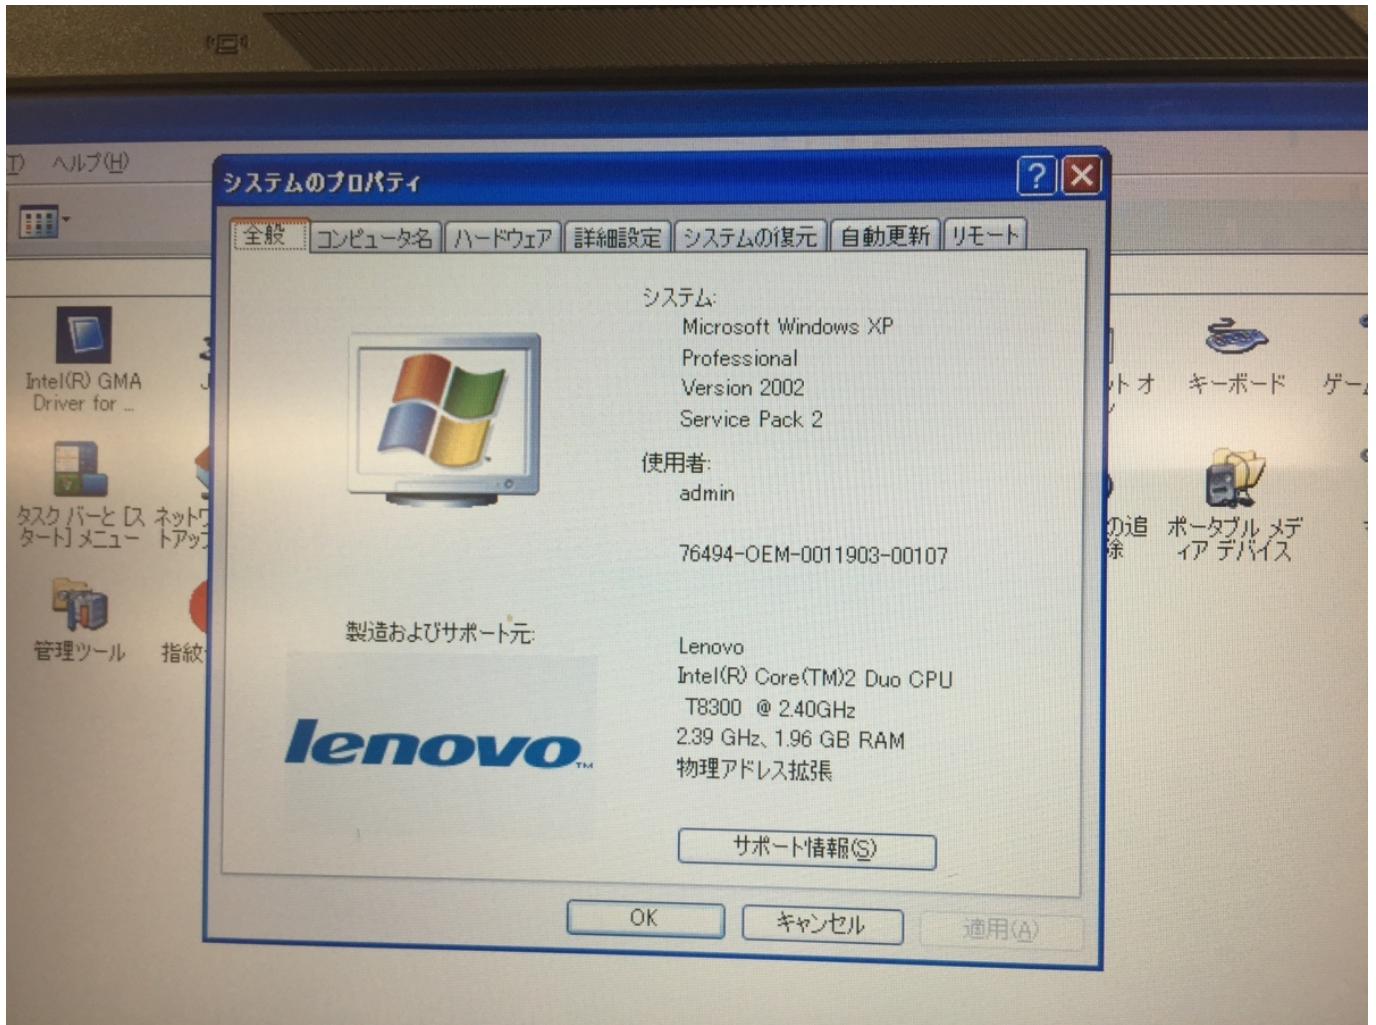 ヘルプ(H)
システムのプロパティ
全般
コンピュータ名
ハードウェア
詳細設定
システムの復元
自動更新
リモート
システム:
Microsoft Windows XP
Professional
Version 2002
Service Pack 2
使用者:
admin
76494-OEM-0011903-00107
製造およびサポート元:
lenovo™
Lenovo
Intel(R) Core(TM)2 Duo CPU
T8300 @ 2.40GHz
2.39 GHz、1.96 GB RAM
物理アドレス拡張
サポート情報(S)
OK
キャンセル
適用(A)
Intel(R) GMA
Driver for ...
タスク バーと [ス
タート] メニュー
管理ツール
指紋
キーボード
ポータブル メデ
ィア デバイス